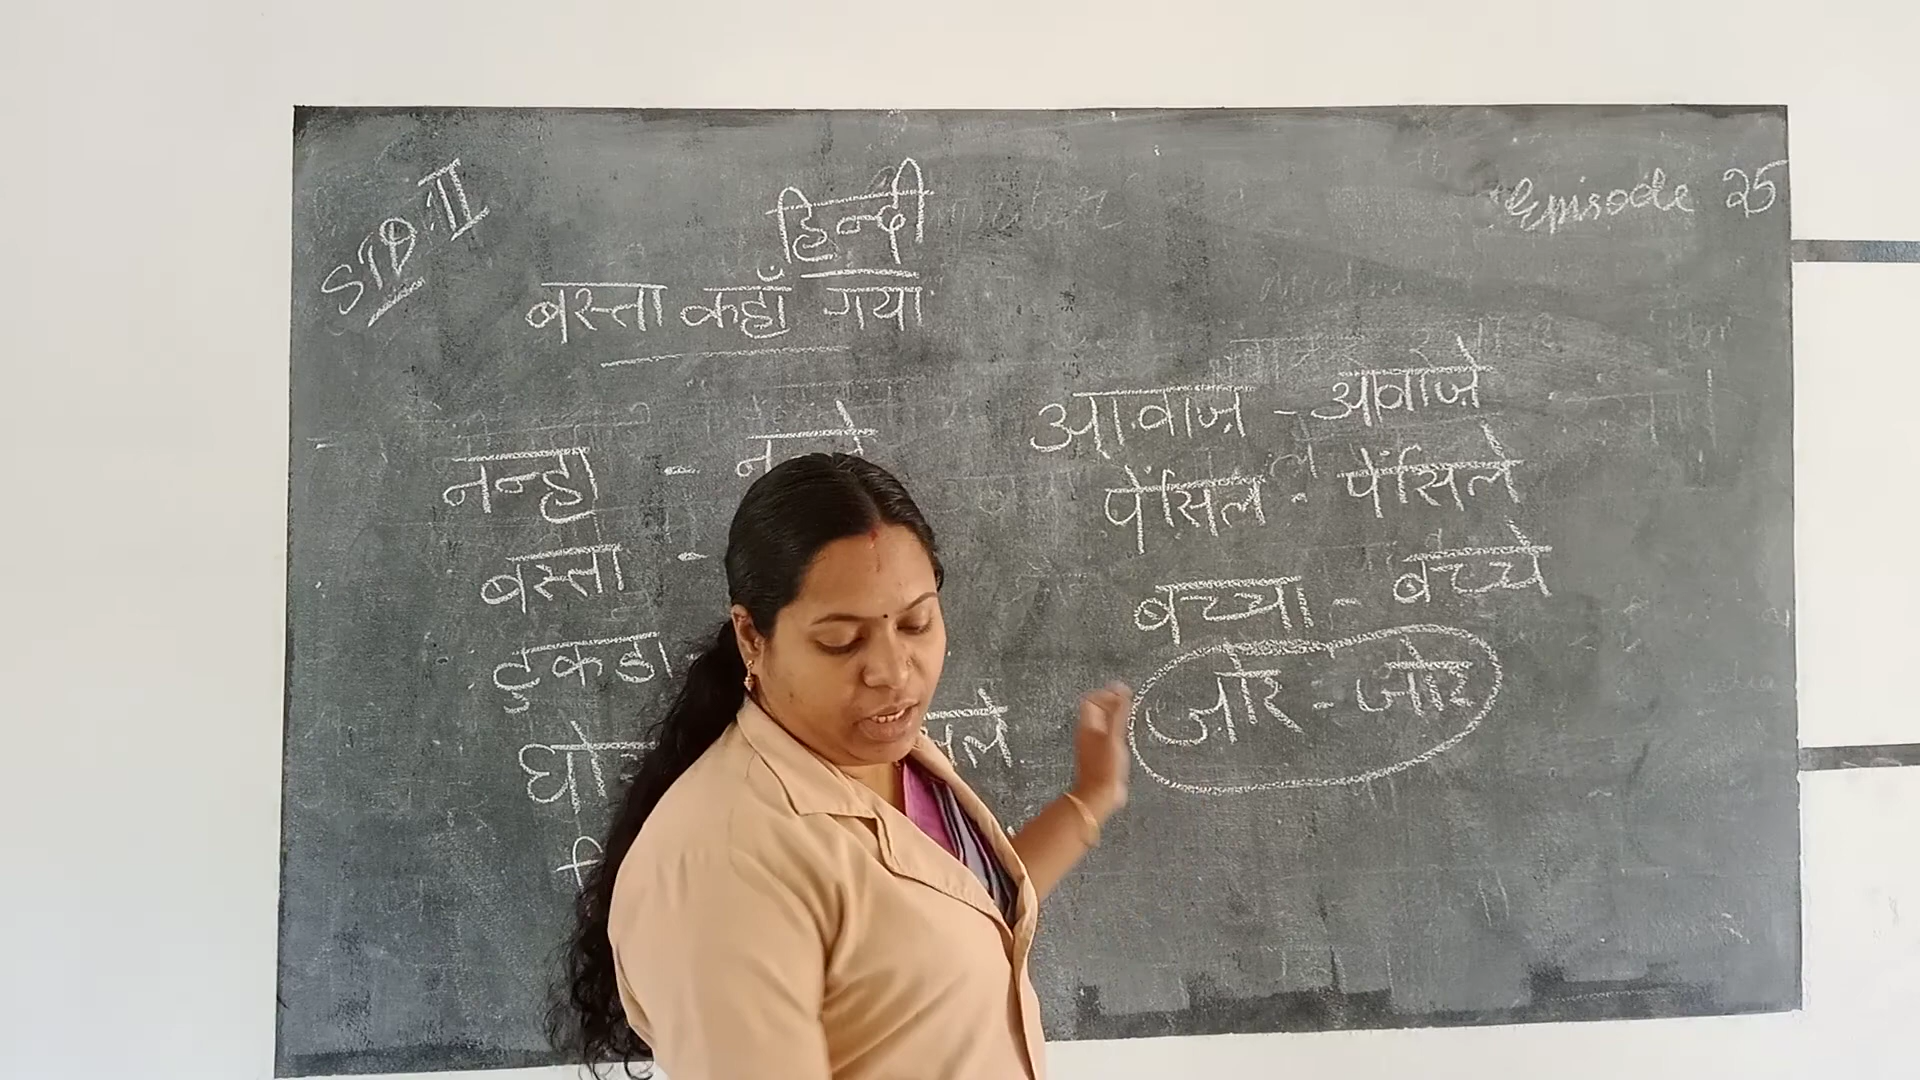 STD:II
Episode 25
हिन्दी
बस्ता कहाँ गया
नन्हा -
बस्ता -
टुकडा -
आवाज़ - आवाज़े
पेंसिल - पेंसिले
बच्चा - बच्चे
ज़ोर - ज़ोर